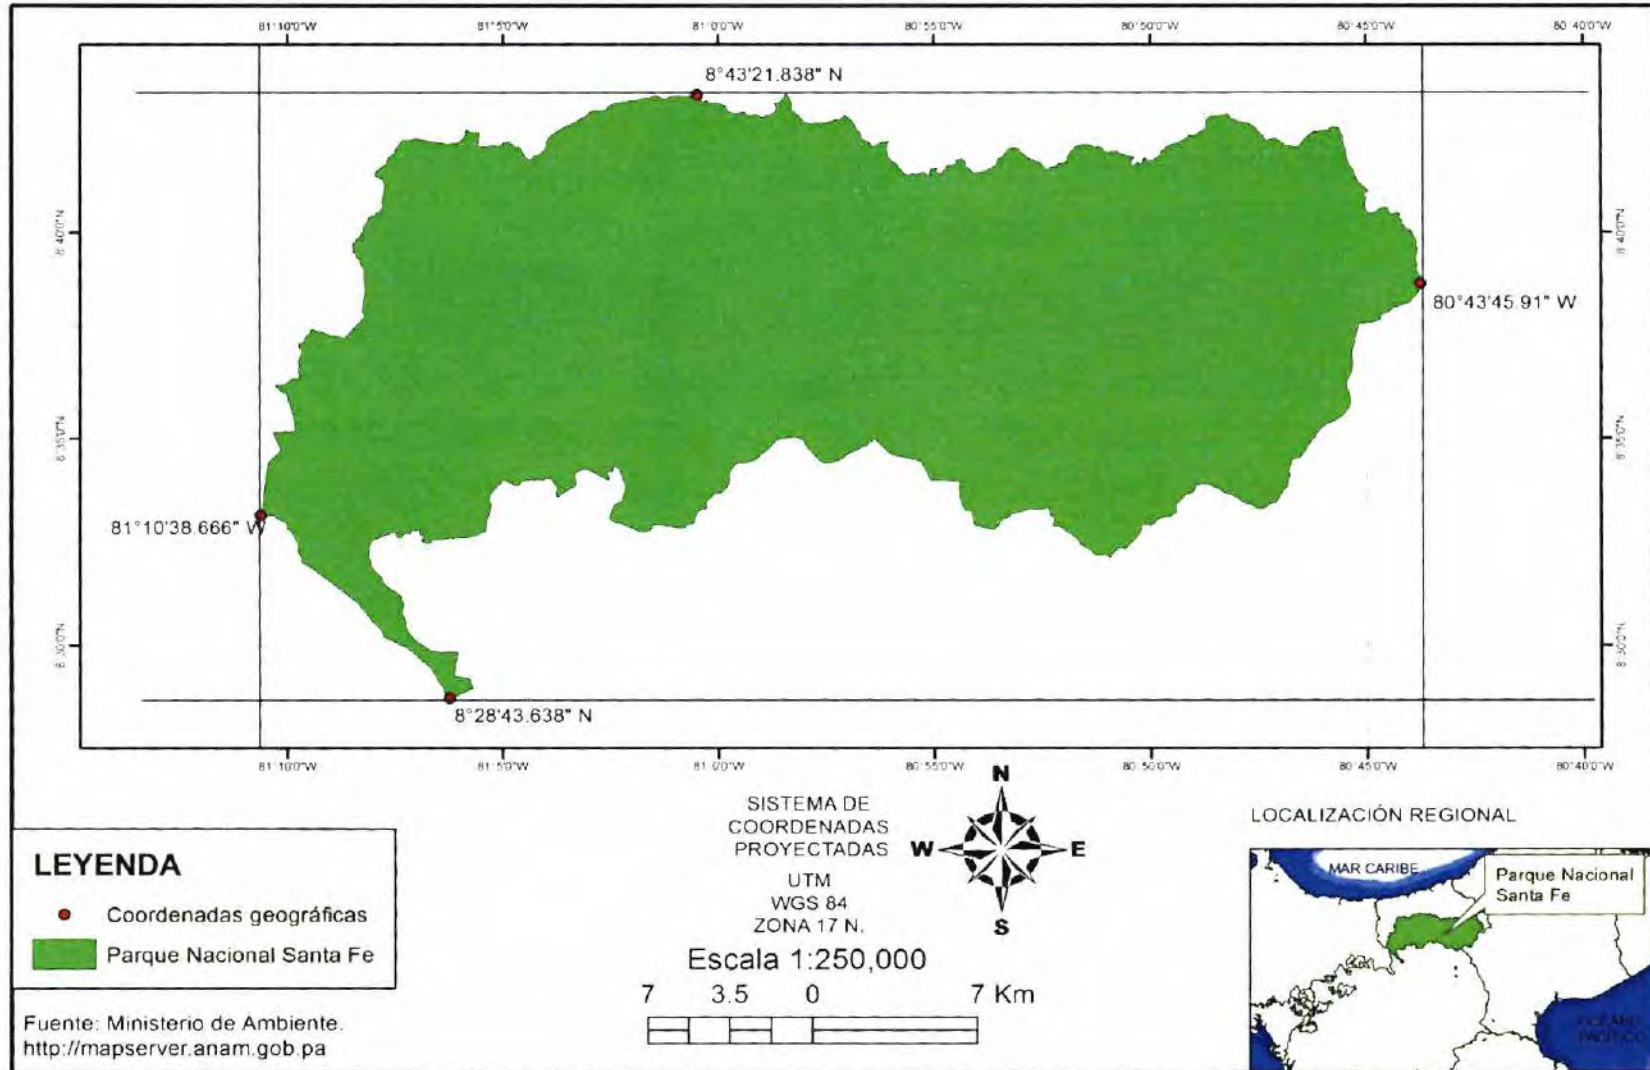 81°10'0"W 81°5'0"W 81°0'0"W 80°55'0"W 80°50'0"W 80°45'0"W 80°40'0"W
8°43'21.838" N
8°40'0"N 8°40'0"N
80°43'45.91" W
8°35'0"N 8°35'0"N
81°10'38.666" W
8°30'0"N 8°30'0"N
8°28'43.638" N
81°10'0"W 81°5'0"W 81°0'0"W 80°55'0"W 80°50'0"W 80°45'0"W 80°40'0"W
LEYENDA
Coordenadas geográficas
Parque Nacional Santa Fe
Fuente: Ministerio de Ambiente.
http://mapserver.anam.gob.pa
SISTEMA DE
COORDENADAS
PROYECTADAS
UTM
WGS 84
ZONA 17 N.
N
W E
S
Escala 1:250,000
7 3.5 0 7 Km
LOCALIZACIÓN REGIONAL
MAR CARIBE
Parque Nacional
Santa Fe
OCÉANO
PACÍFICO